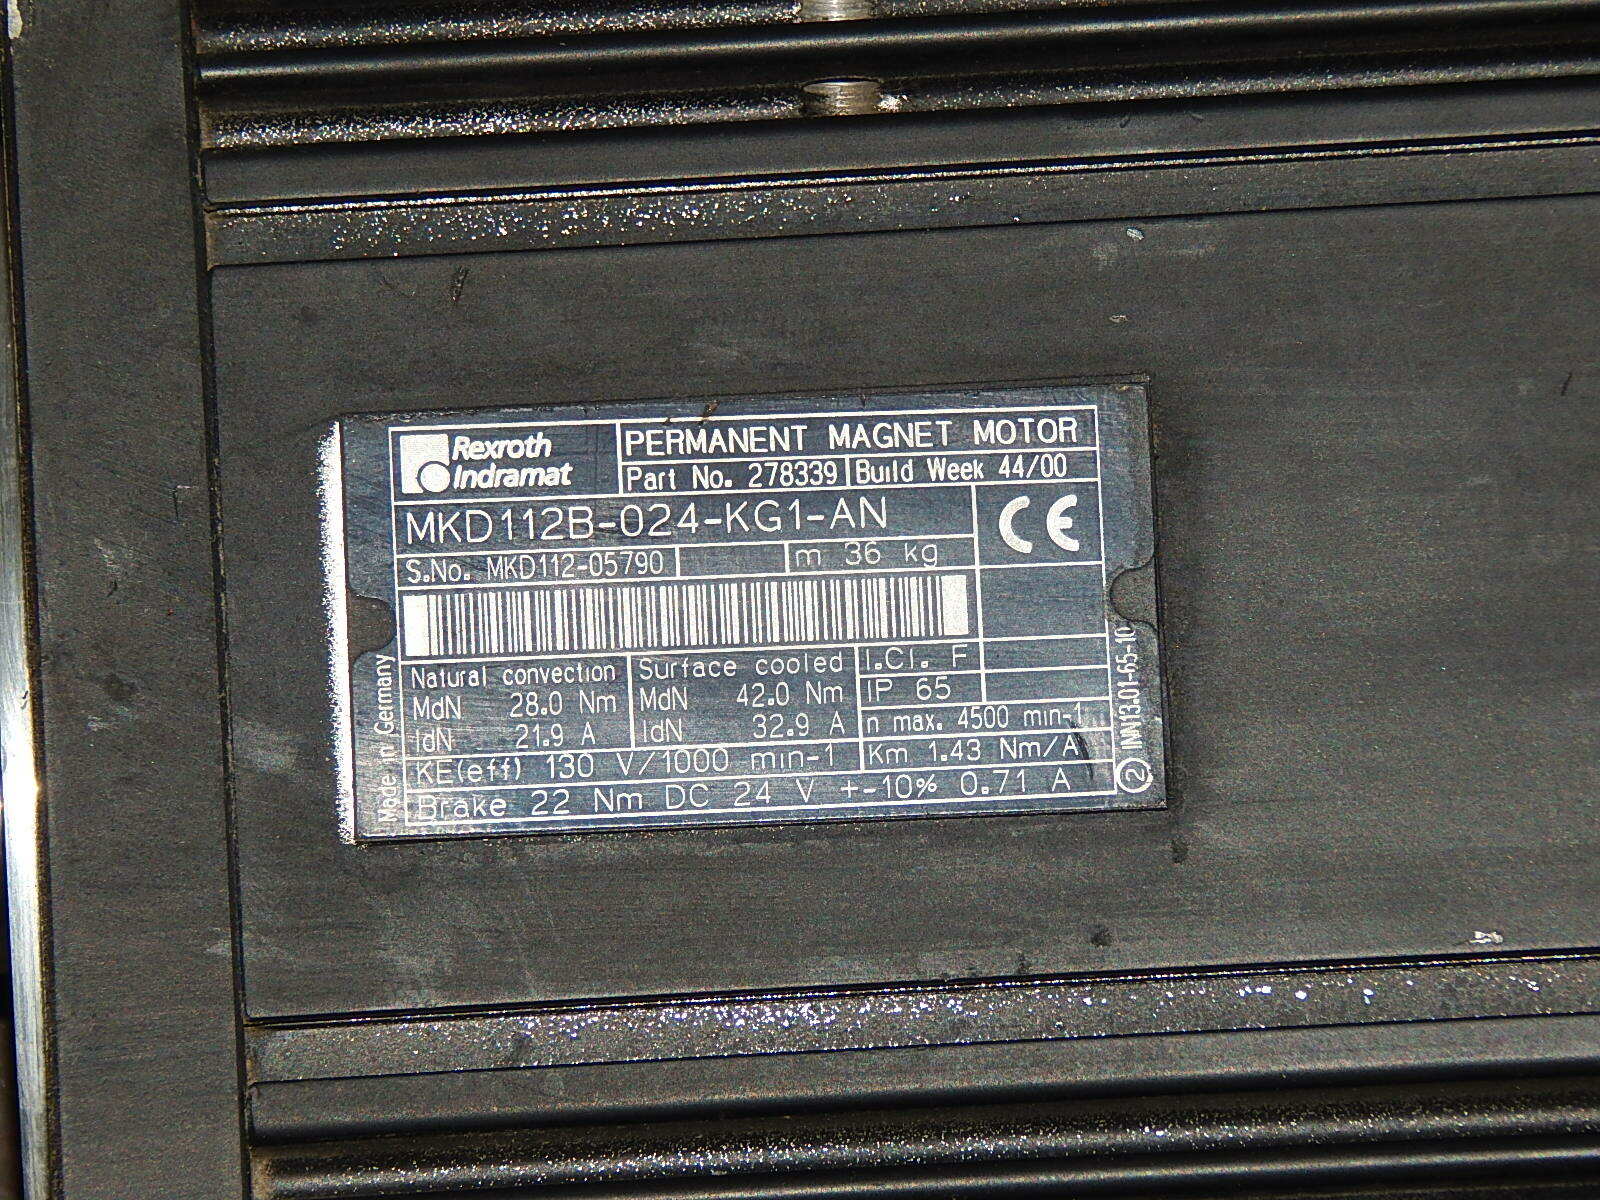 Rexroth
Indramat
PERMANENT MAGNET MOTOR
Part No. 278339 Build Week 44/00
MKD112B-024-KG1-AN
CE
S.No. MKD112-05790 m 36 kg
Natural convection Surface cooled I.Cl. F
MdN 28.0 Nm MdN 42.0 Nm IP 65
IdN 21.9 A IdN 32.9 A n max. 4500 min-1
KE(eff) 130 V/1000 min-1 Km 1.43 Nm/A
Brake 22 Nm DC 24 V +-10% 0.71 A
Made in Germany
INN13.01-65-10
2